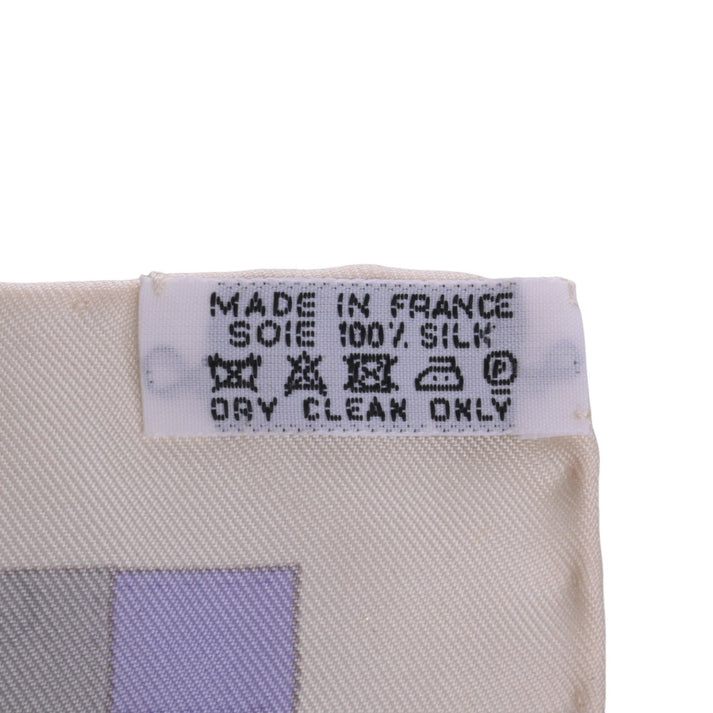 MADE IN FRANCE
SOIE 100% SILK
P
DRY CLEAN ONLY